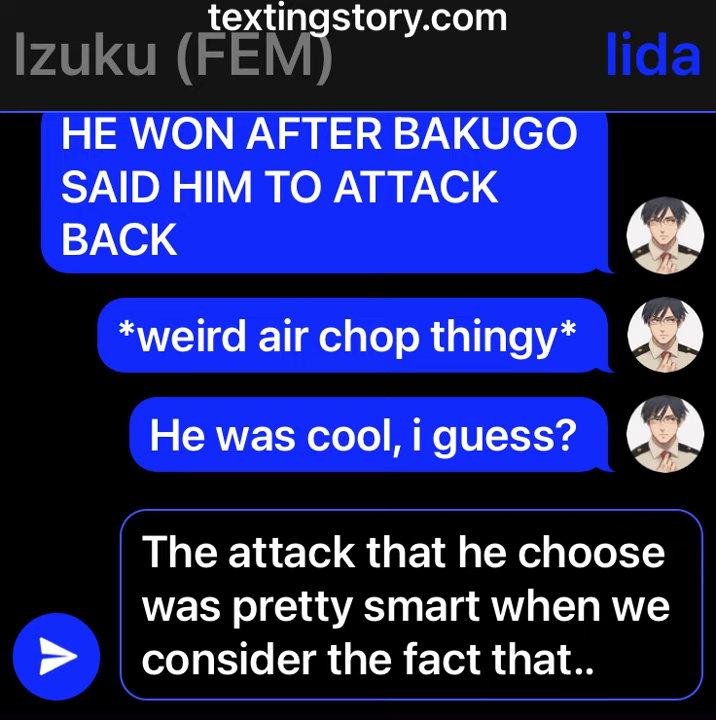 textingstory.com
Izuku (FEM)
Iida
HE WON AFTER BAKUGO
SAID HIM TO ATTACK
BACK
*weird air chop thingy*
He was cool, i guess?
The attack that he choose
was pretty smart when we
consider the fact that..